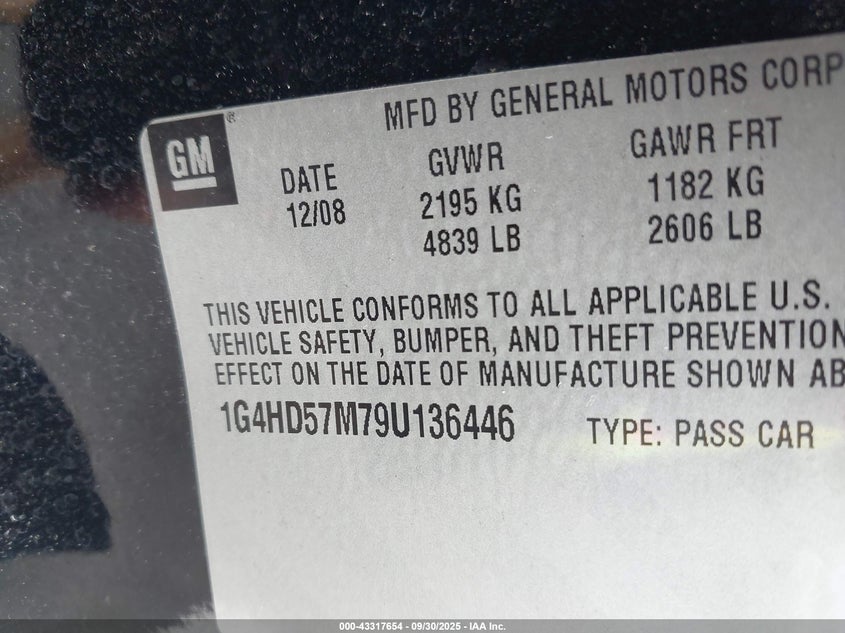 MFD BY GENERAL MOTORS CORP
GM
®
DATE
12/08
GVWR
2195 KG
4839 LB
GAWR FRT
1182 KG
2606 LB
THIS VEHICLE CONFORMS TO ALL APPLICABLE U.S.
VEHICLE SAFETY, BUMPER, AND THEFT PREVENTION
EFFECT ON THE DATE OF MANUFACTURE SHOWN AB
1G4HD57M79U136446
TYPE: PASS CAR
000-43317654 - 09/30/2025 - IAA Inc.